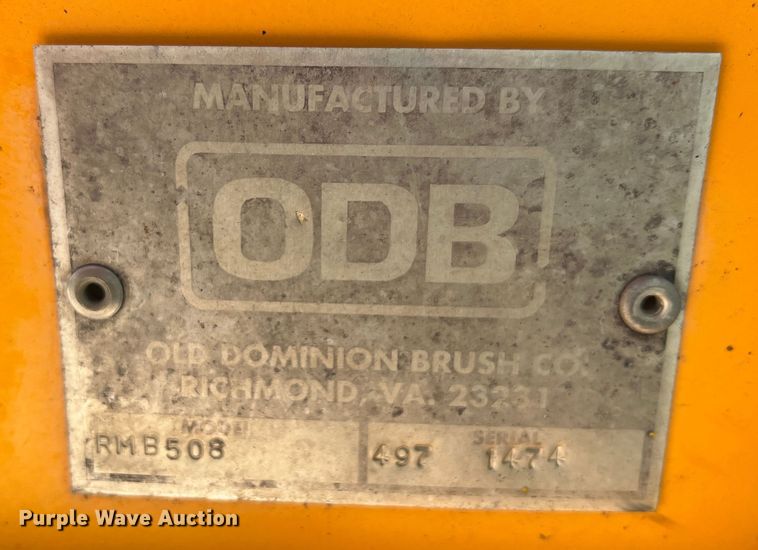 MANUFACTURED BY
ODB
OLD DOMINION BRUSH CO.
RICHMOND, VA. 23231
MODEL SERIAL
RMB508 497 1474
Purple Wave Auction